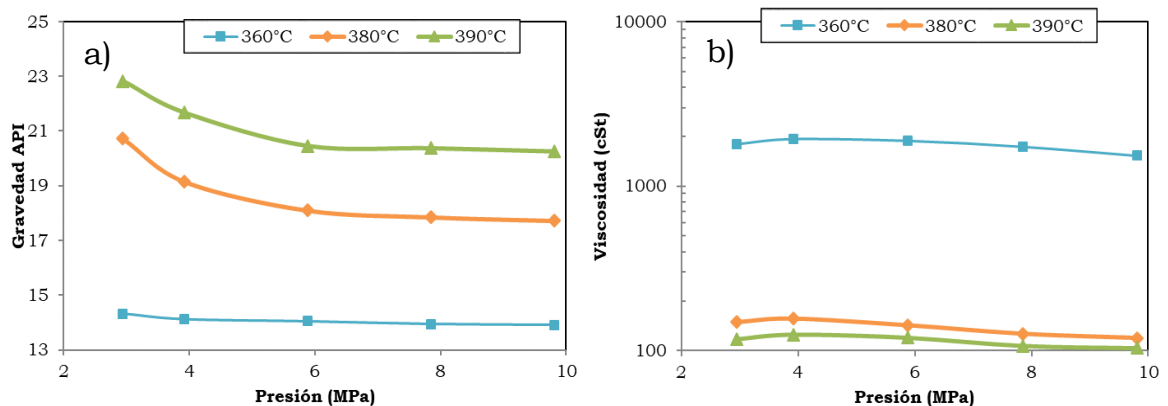 360°C 380°C 390°C
a)
Gravedad API
25
23
21
19
17
15
13
2 4 6 8 10
Presión (MPa)
360°C 380°C 390°C
b)
Viscosidad (cSt)
10000
1000
100
2 4 6 8 10
Presión (MPa)